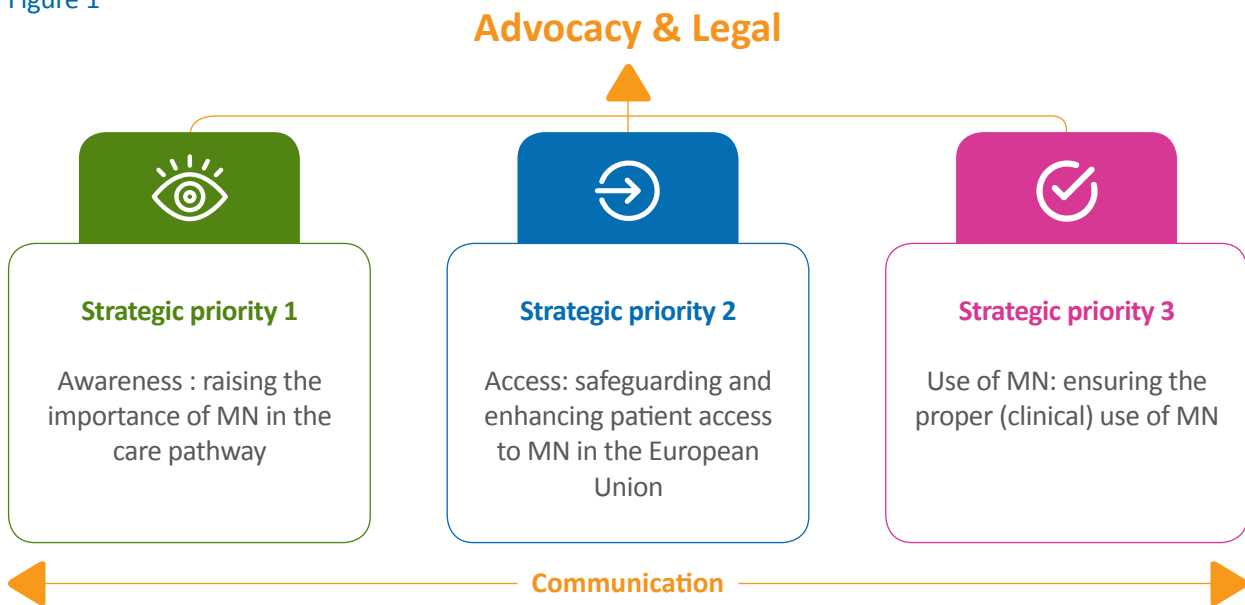 Figure 1
Advocacy & Legal
Strategic priority 1
Awareness : raising the
importance of MN in the
care pathway
Strategic priority 2
Access: safeguarding and
enhancing patient access
to MN in the European
Union
Strategic priority 3
Use of MN: ensuring the
proper (clinical) use of MN
Communication